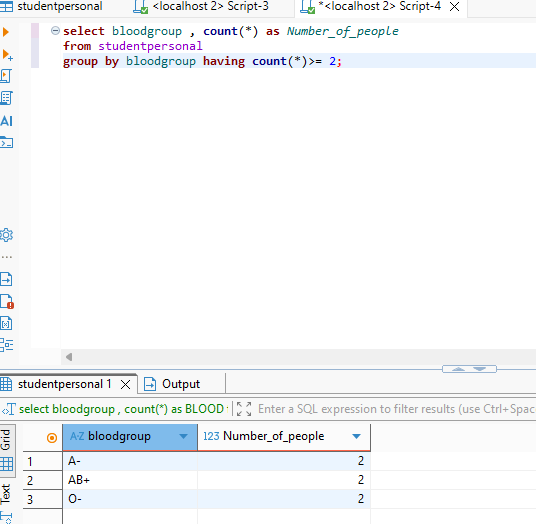 studentpersonal <localhost 2> Script-3 *<localhost 2> Script-4
select bloodgroup , count(*) as Number_of_people
from studentpersonal
group by bloodgroup having count(*)>= 2;
AI
studentpersonal 1 Output
select bloodgroup , count(*) as BLOOD Enter a SQL expression to filter results (use Ctrl+Spac
Grid
AZ bloodgroup 123 Number_of_people
1 A- 2
2 AB+ 2
3 O- 2
Text